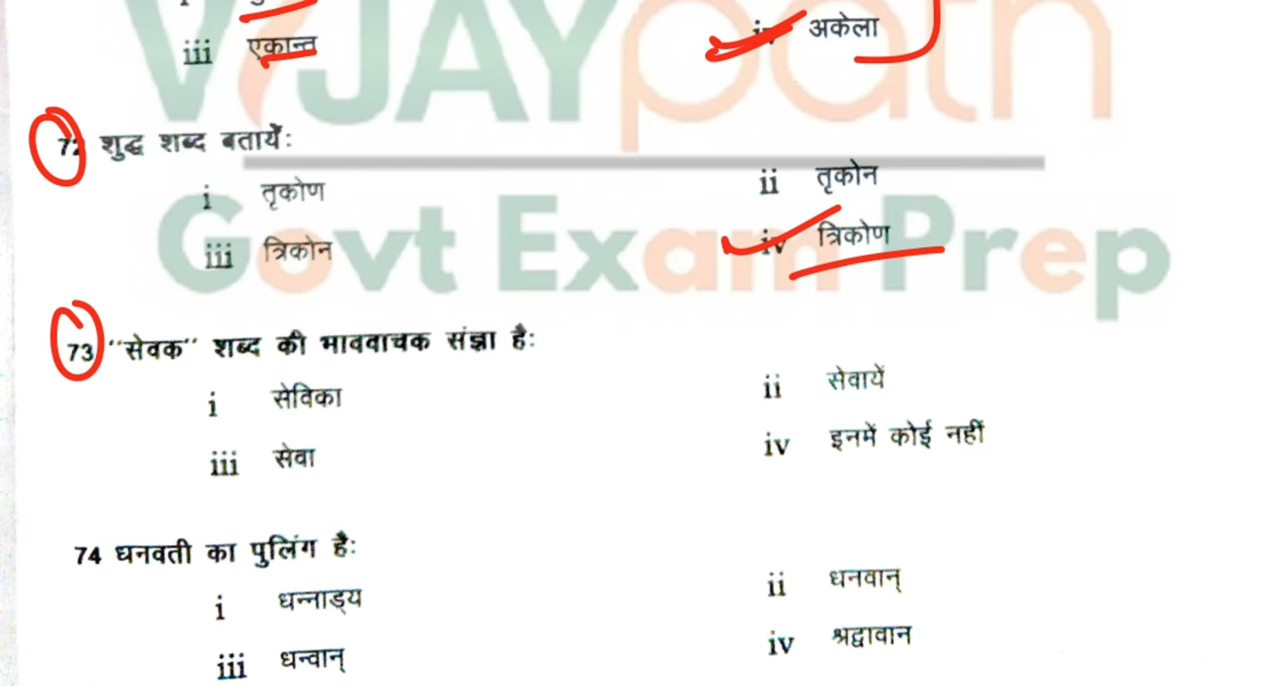 iii एकान्त iv अकेला
VIJAYpath
72 शुद्ध शब्द बतायेंः
i तृकोण ii तृकोन
Govt Exam Prep
iii त्रिकोन iv त्रिकोण
73 "सेवक" शब्द की भाववाचक संज्ञा हैः
i सेविका ii सेवायें
iii सेवा iv इनमें कोई नहीं
74 धनवती का पुलिंग हैः
i धन्नाड्य ii धनवान्
iii धन्वान् iv श्रद्वावान